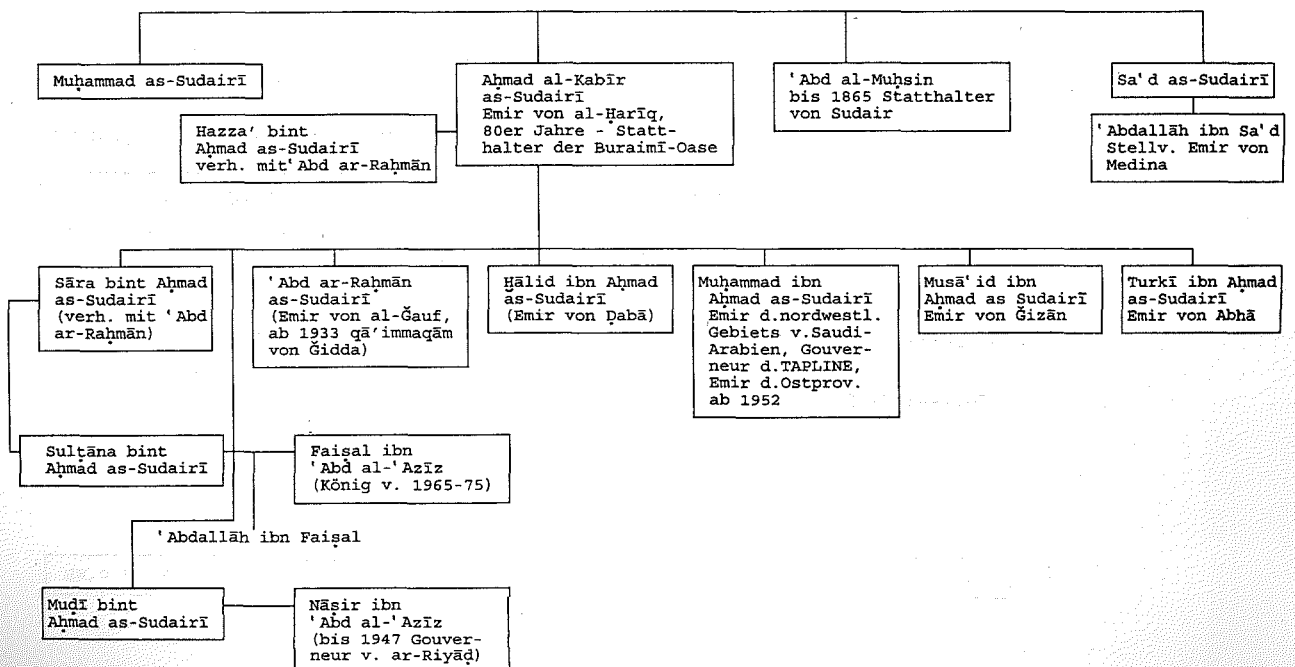 Muḥammad as-Sudairī
Aḥmad al-Kabīr
as-Sudairī
Emir von al-Ḥarīq,
80er Jahre - Statt-
halter der Buraimī-Oase
'Abd al-Muḥsin
bis 1865 Statthalter
von Sudair
Sa'd as-Sudairī
Hazza' bint
Aḥmad as-Sudairī
verh. mit 'Abd ar-Raḥmān
'Abdallāh ibn Sa'd
Stellv. Emir von
Medina
Sāra bint Aḥmad
as-Sudairī
(verh. mit 'Abd
ar-Raḥmān)
'Abd ar-Raḥmān
as-Sudairī
(Emir von al-Ǧauf,
ab 1933 qā'immaqām
von Ǧidda)
Ḫālid ibn Aḥmad
as-Sudairī
(Emir von Ḍabā)
Muḥammad ibn
Aḥmad as-Sudairī
Emir d.nordwestl.
Gebiets v.Saudi-
Arabien, Gouver-
neur d.TAPLINE,
Emir d.Ostprov.
ab 1952
Musā'id ibn
Aḥmad as Sudairī
Emir von Ǧizān
Turkī ibn Aḥmad
as-Sudairī
Emir von Abhā
Sulṭāna bint
Aḥmad as-Sudairī
Faiṣal ibn
'Abd al-'Azīz
(König v. 1965-75)
'Abdallāh ibn Faiṣal
Muḍī bint
Aḥmad as-Sudairī
Nāṣir ibn
'Abd al-'Azīz
(bis 1947 Gouver-
neur v. ar-Riyāḍ)